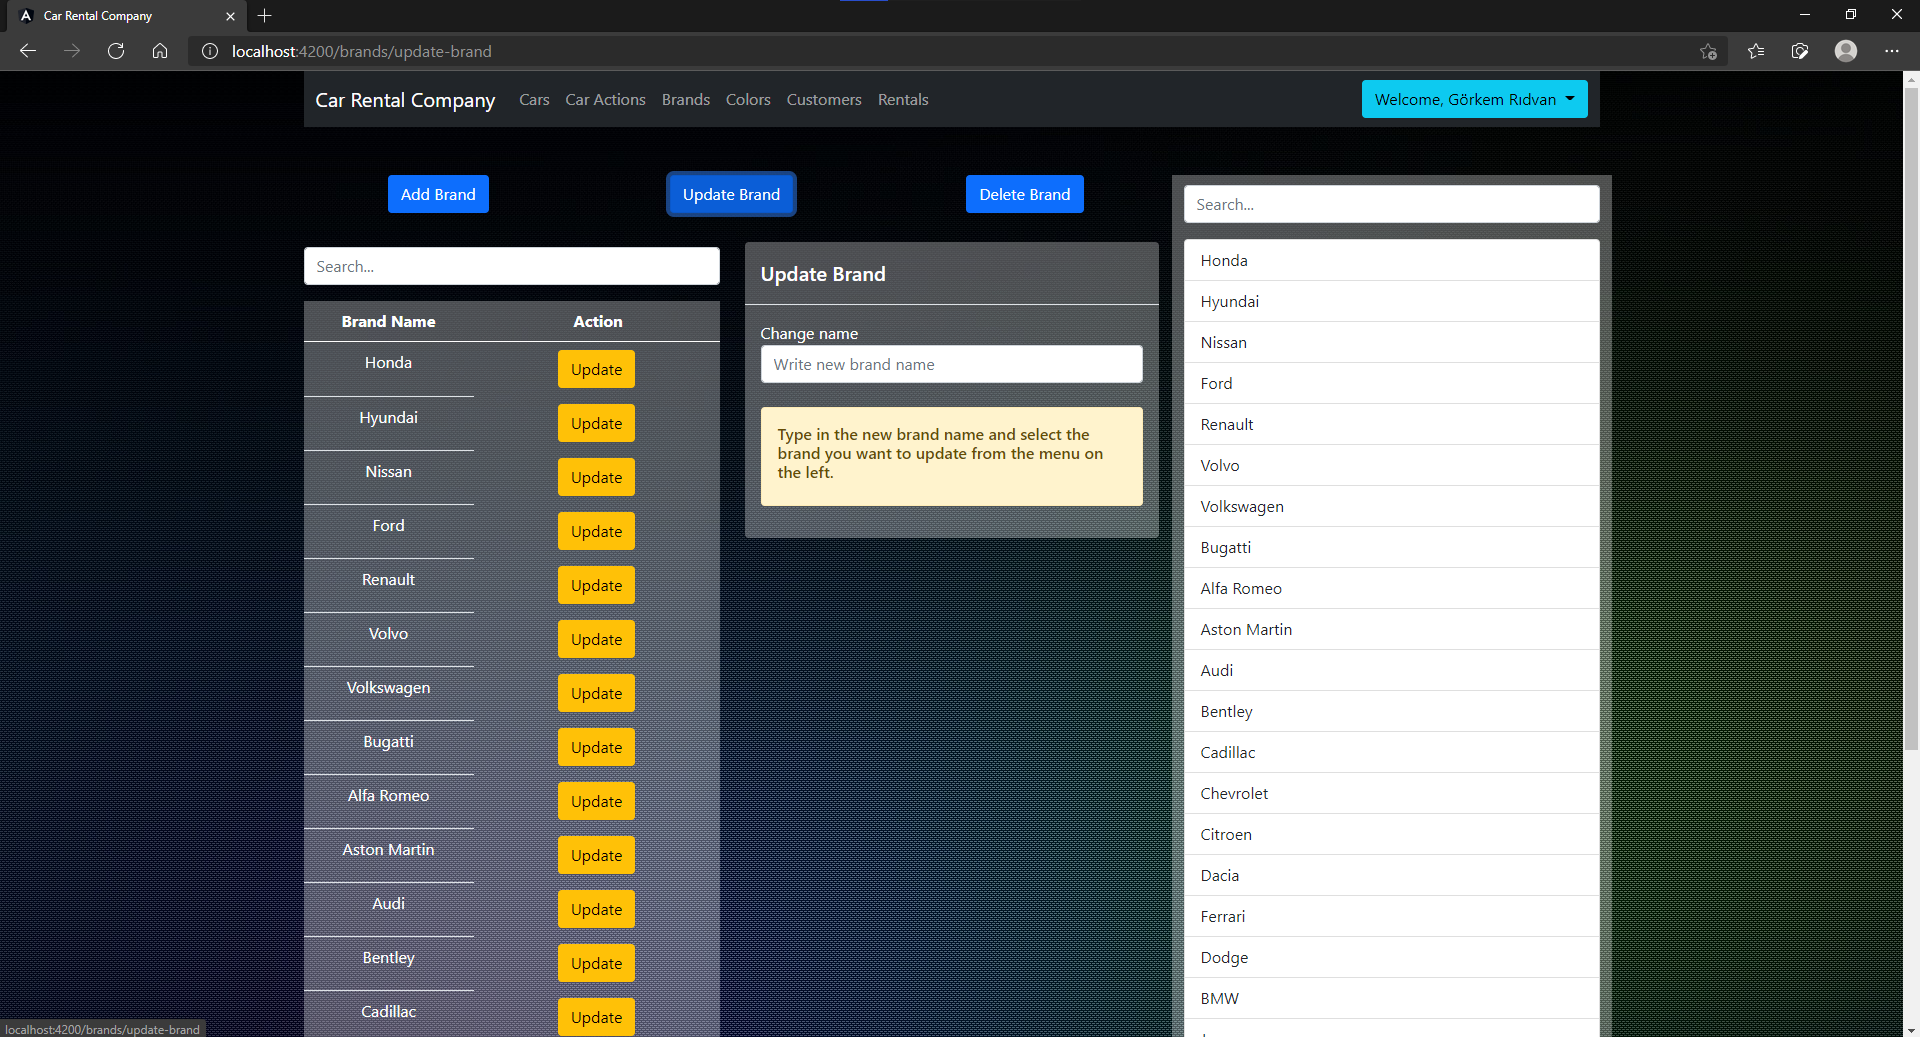 Car Rental Company
localhost:4200/brands/update-brand
Car Rental Company Cars Car Actions Brands Colors Customers Rentals Welcome, Görkem Rıdvan
Add Brand Update Brand Delete Brand
Search...
Brand Name Action
Honda Update
Hyundai Update
Nissan Update
Ford Update
Renault Update
Volvo Update
Volkswagen Update
Bugatti Update
Alfa Romeo Update
Aston Martin Update
Audi Update
Bentley Update
Cadillac Update
Update Brand
Change name
Write new brand name
Type in the new brand name and select the
brand you want to update from the menu on
the left.
Search...
Honda
Hyundai
Nissan
Ford
Renault
Volvo
Volkswagen
Bugatti
Alfa Romeo
Aston Martin
Audi
Bentley
Cadillac
Chevrolet
Citroen
Dacia
Ferrari
Dodge
BMW
localhost:4200/brands/update-brand